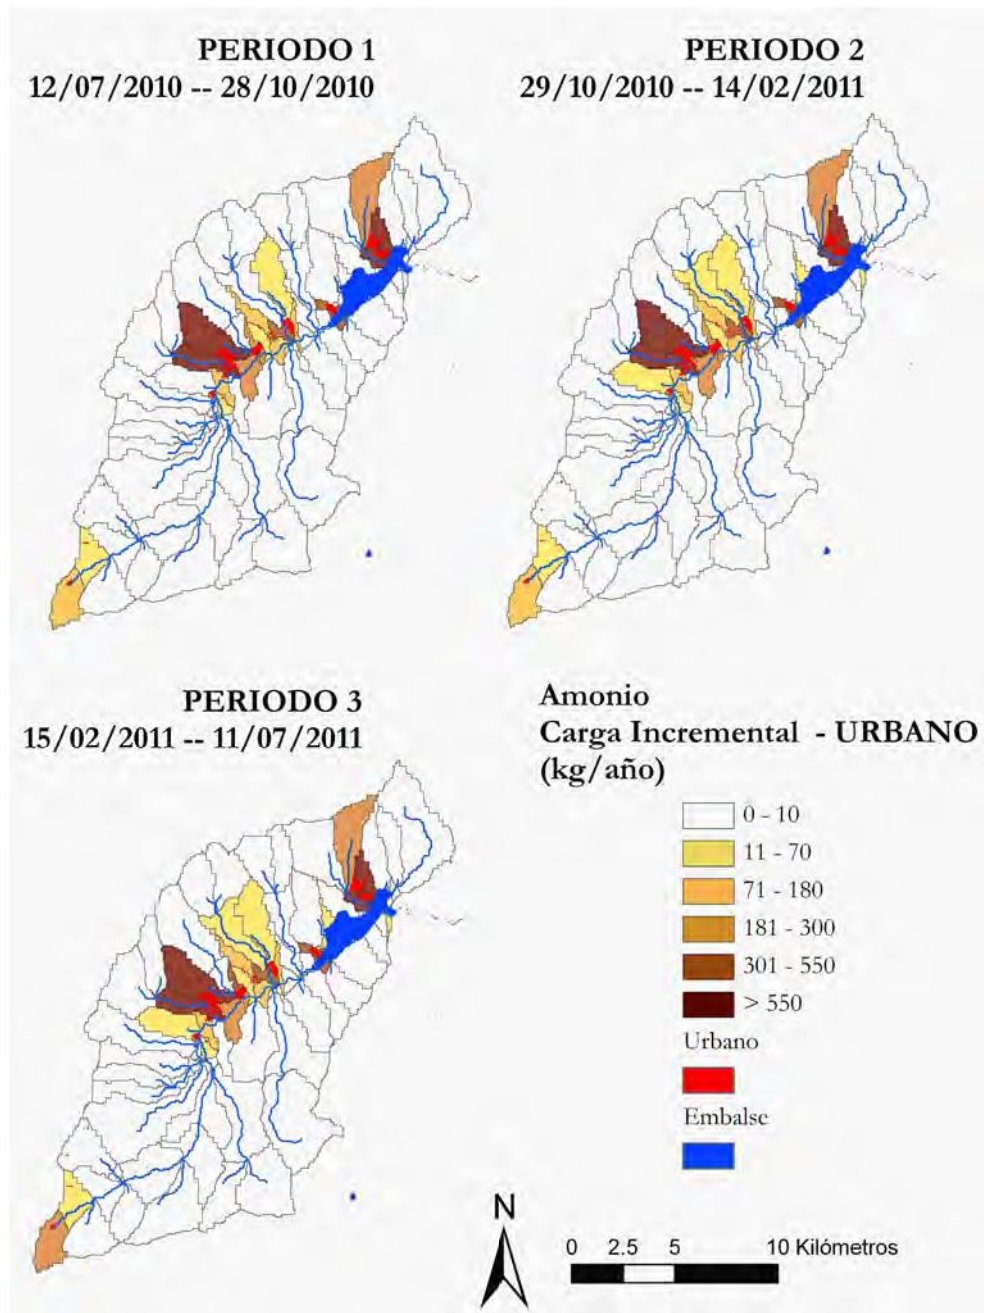 PERIODO 1
12/07/2010 -- 28/10/2010
PERIODO 2
29/10/2010 -- 14/02/2011
PERIODO 3
15/02/2011 -- 11/07/2011
Amonio
Carga Incremental - URBANO
(kg/año)
0 - 10
11 - 70
71 - 180
181 - 300
301 - 550
> 550
Urbano
Embalse
N
0 2.5 5 10 Kilómetros